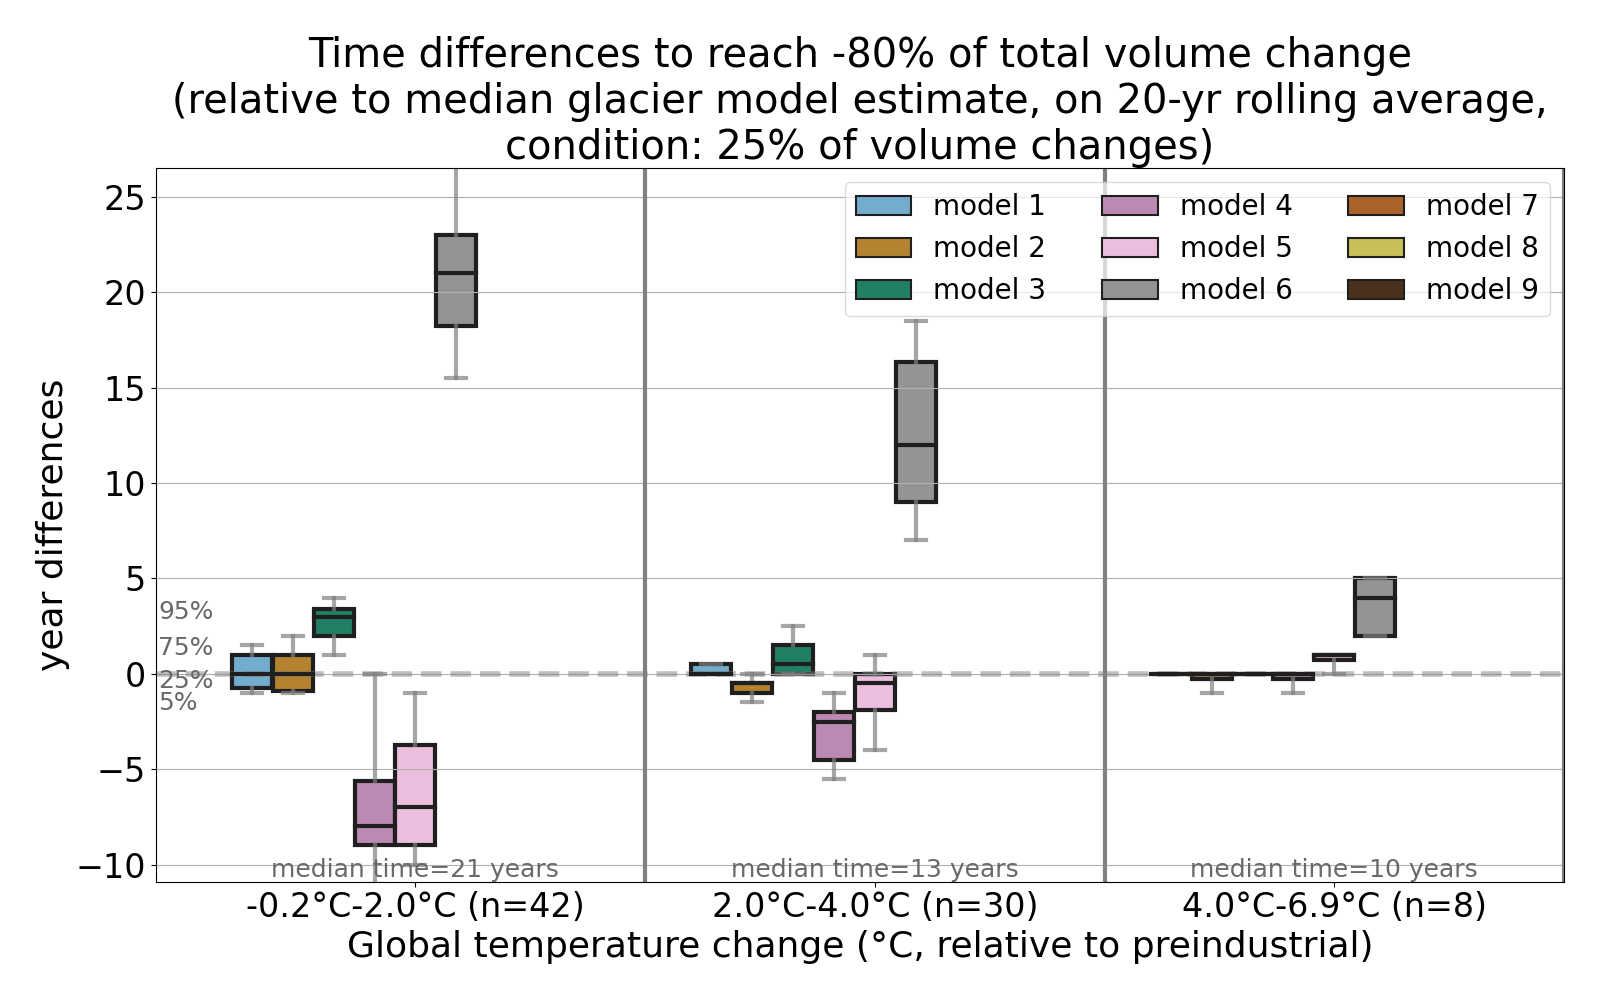 Time differences to reach -80% of total volume change
(relative to median glacier model estimate, on 20-yr rolling average,
condition: 25% of volume changes)
year differences
25
20
15
10
5
0
−5
−10
95%
75%
25%
5%
model 1
model 2
model 3
model 4
model 5
model 6
model 7
model 8
model 9
median time=21 years
median time=13 years
median time=10 years
-0.2°C-2.0°C (n=42)
2.0°C-4.0°C (n=30)
4.0°C-6.9°C (n=8)
Global temperature change (°C, relative to preindustrial)